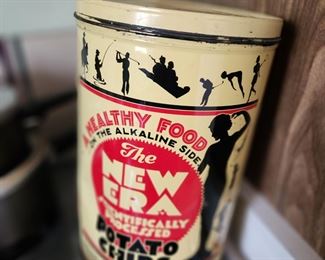 HEALTHY FOOD
ON THE ALKALINE SIDE
The
NEW
ERA
SCIENTIFICALLY
PROCESSED
POTATO
CHIPS